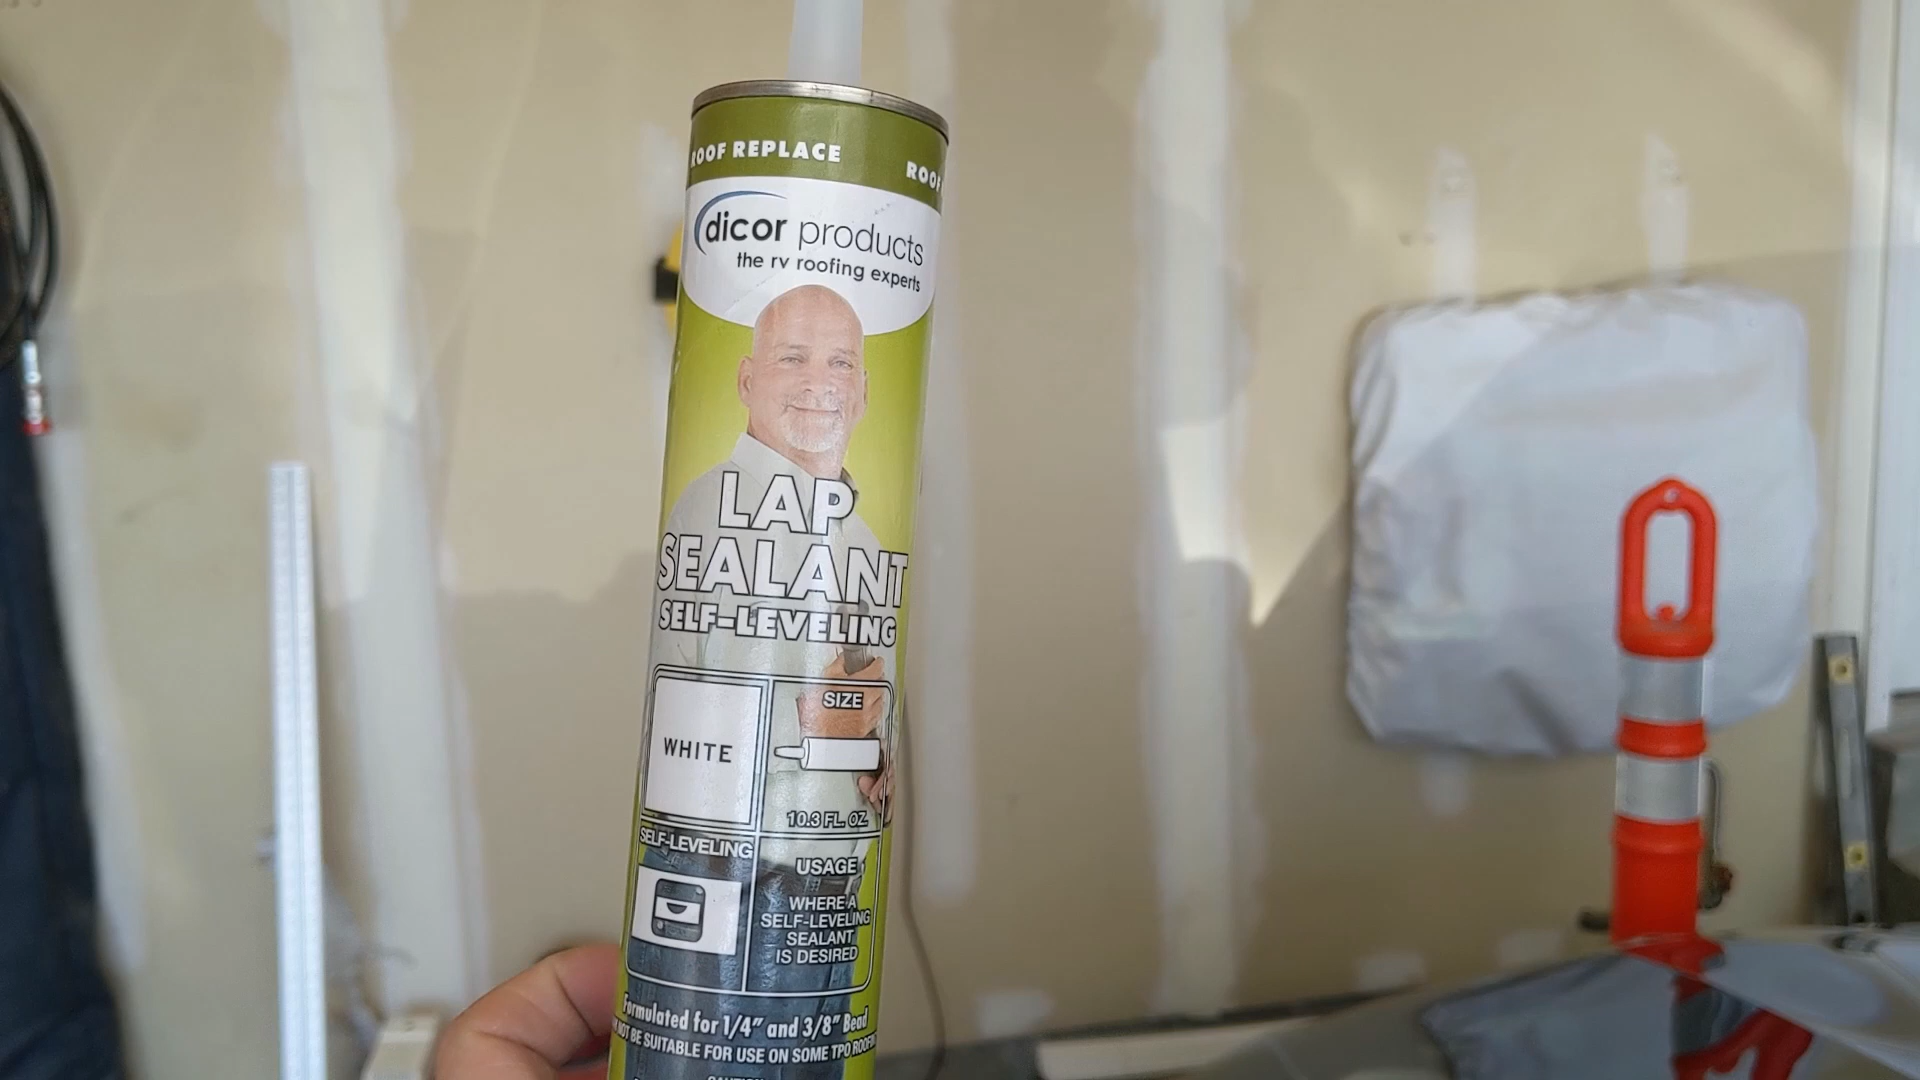 ROOF REPLACE
ROOF
dicor products
the rv roofing experts
LAP
SEALANT
SELF-LEVELING
WHITE
SIZE
10.3 FL. OZ.
SELF-LEVELING
USAGE
WHERE A
SELF-LEVELING
SEALANT
IS DESIRED
Formulated for 1/4" and 3/8" Bead
NOT BE SUITABLE FOR USE ON SOME TPO